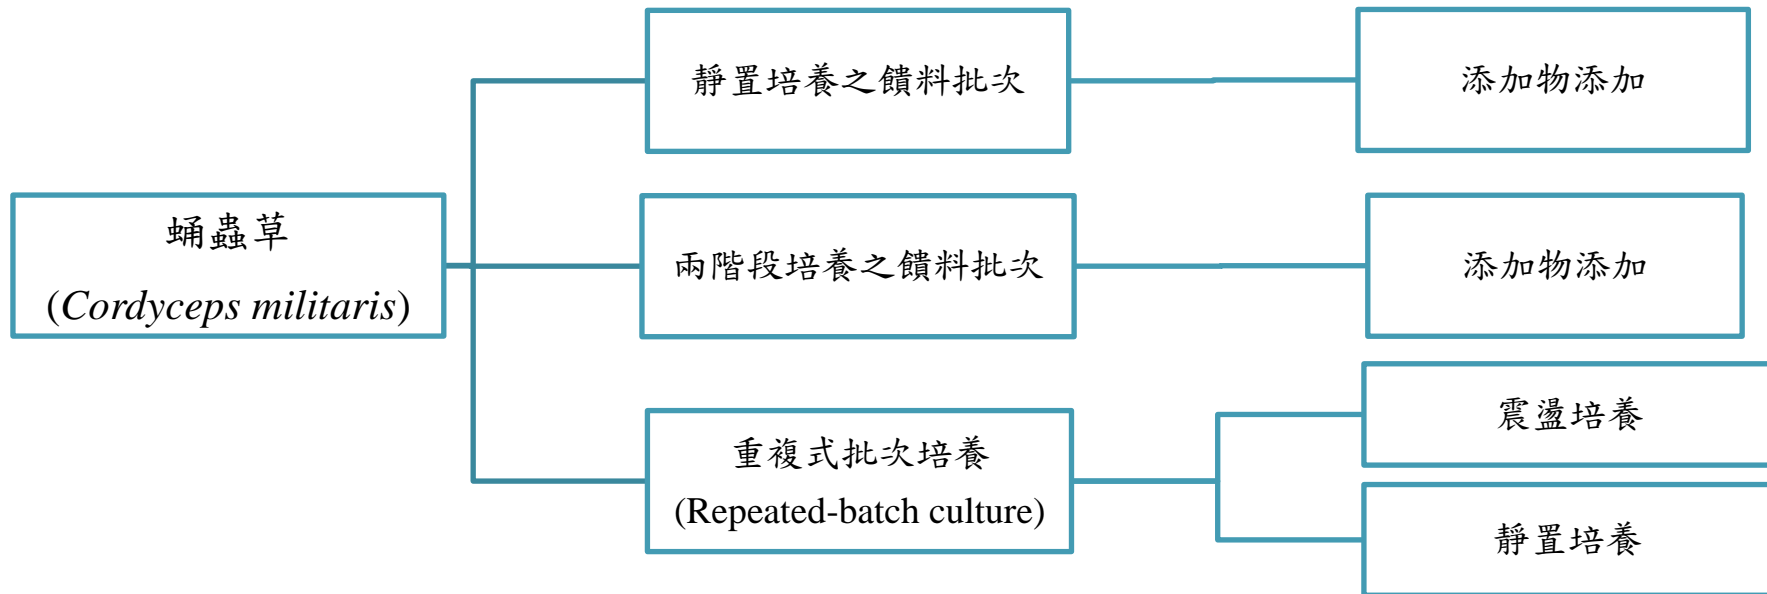 蛹蟲草
(Cordyceps militaris)
靜置培養之饋料批次
添加物添加
兩階段培養之饋料批次
添加物添加
重複式批次培養
(Repeated-batch culture)
震盪培養
靜置培養